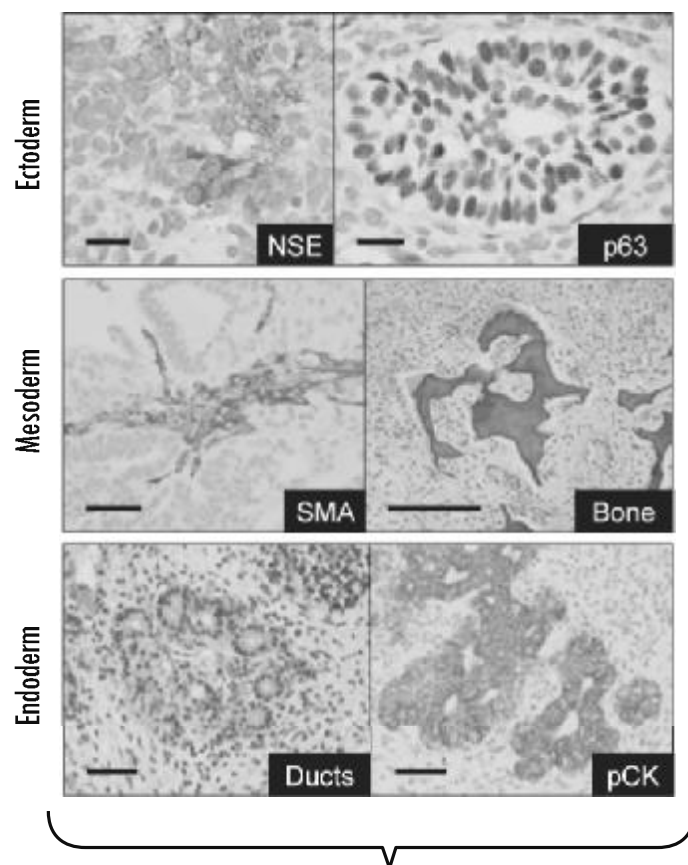 Ectoderm
NSE
p63
Mesoderm
SMA
Bone
Endoderm
Ducts
pCK